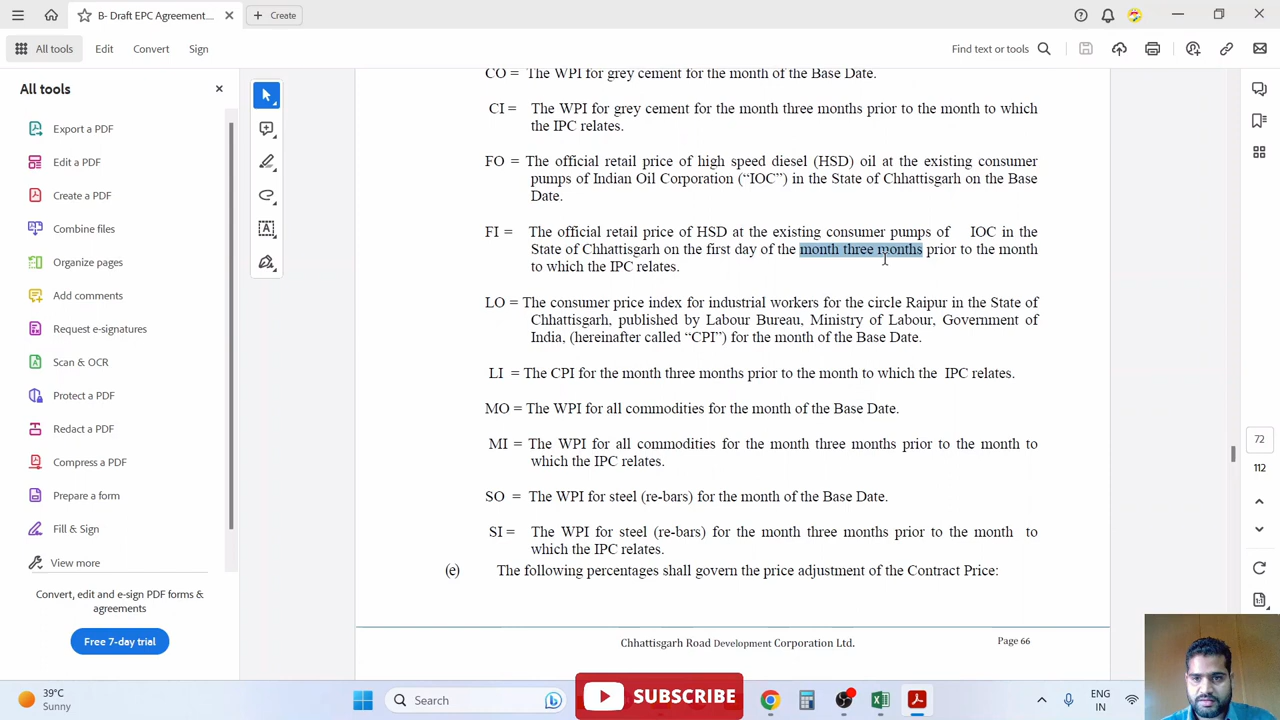 B- Draft EPC Agreement....
Create
All tools
Edit
Convert
Sign
Find text or tools
All tools
Export a PDF
Edit a PDF
Create a PDF
Combine files
Organize pages
Add comments
Request e-signatures
Scan & OCR
Protect a PDF
Redact a PDF
Compress a PDF
Prepare a form
Fill & Sign
View more
Convert, edit and e-sign PDF forms &
agreements
Free 7-day trial
CO = The WPI for grey cement for the month of the Base Date.
CI = The WPI for grey cement for the month three months prior to the month to which
the IPC relates.
FO = The official retail price of high speed diesel (HSD) oil at the existing consumer
pumps of Indian Oil Corporation (“IOC”) in the State of Chhattisgarh on the Base
Date.
FI = The official retail price of HSD at the existing consumer pumps of IOC in the
State of Chhattisgarh on the first day of the month three months prior to the month
to which the IPC relates.
LO = The consumer price index for industrial workers for the circle Raipur in the State of
Chhattisgarh, published by Labour Bureau, Ministry of Labour, Government of
India, (hereinafter called “CPI”) for the month of the Base Date.
LI = The CPI for the month three months prior to the month to which the IPC relates.
MO = The WPI for all commodities for the month of the Base Date.
MI = The WPI for all commodities for the month three months prior to the month to
which the IPC relates.
SO = The WPI for steel (re-bars) for the month of the Base Date.
SI = The WPI for steel (re-bars) for the month three months prior to the month to
which the IPC relates.
(e) The following percentages shall govern the price adjustment of the Contract Price:
Chhattisgarh Road Development Corporation Ltd. Page 66
72
112
39°C
Sunny
Search
SUBSCRIBE
ENG
IN